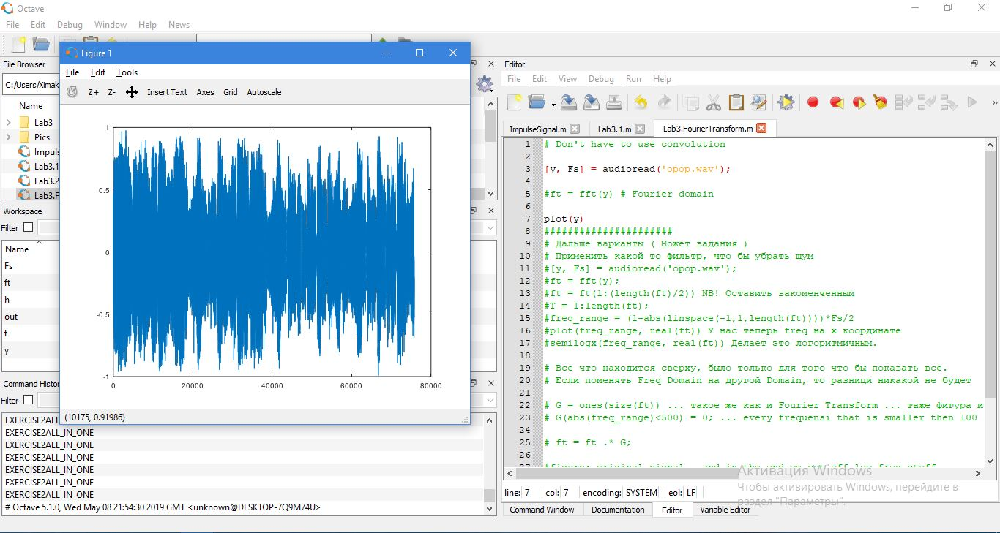 Octave
File Edit Debug Window Help News
File Browser
C:/Users/Ximak
Name
Lab3
Pics
Impuls
Lab3.1
Lab3.2
Lab3.F
Workspace
Filter
Name
Fs
ft
h
out
t
y
Command Histor
Filter
EXERCISE2ALL
EXERCISE2ALL_IN_ONE
EXERCISE2ALL_IN_ONE
EXERCISE2ALL_IN_ONE
EXERCISE2ALL_IN_ONE
EXERCISE2ALL_IN_ONE
EXERCISE2ALL_IN_ONE
# Octave 5.1.0, Wed May 08 21:54:30 2019 GMT <unknown@DESKTOP-7Q9M74U>
Figure 1
File Edit Tools
Z+ Z- Insert Text Axes Grid Autoscale
1
0.5
0
-0.5
-1
0 20000 40000 60000 80000
(10175, 0.91986)
Editor
File Edit View Debug Run Help
ImpulseSignal.m Lab3.1.m Lab3.FourierTransform.m
1 # Don't have to use convolution
2
3 [y, Fs] = audioread('opop.wav');
4
5 #ft = fft(y) # Fourier domain
6
7 plot(y)
8 ######################
9 # Дальше варианты ( Может задания )
10 # Применить какой то фильтр, что бы убрать шум
11 #[y, Fs] = audioread('opop.wav');
12 #ft = fft(y);
13 #ft = ft(1:(length(ft)/2)) NB! Оставить закоменченным
14 #T = 1:length(ft);
15 #freq_range = (1-abs(linspace(-1,1,length(ft))))*Fs/2
16 #plot(freq_range, real(ft)) У нас теперь freq на х координате
17 #semilogx(freq_range, real(ft)) Делает это логоритмичным.
18
19 # Все что находится сверху, было только для того что бы показать все.
20 # Если поменять Freq Domain на другой Domain, то разници никакой не будет
21
22 # G = ones(size(ft)) ... такое же как и Fourier Transform ... таже фигура и
23 # G(abs(freq_range)<500) = 0; ... every frequensi that is smaller then 100
24
25 # ft = ft .* G;
26
27 #figure; original signal, and in the end we cut off low freq stuff
Активация Windows
Чтобы активировать Windows, перейдите в
раздел "Параметры".
line: 7 col: 7 encoding: SYSTEM eol: LF
Command Window Documentation Editor Variable Editor